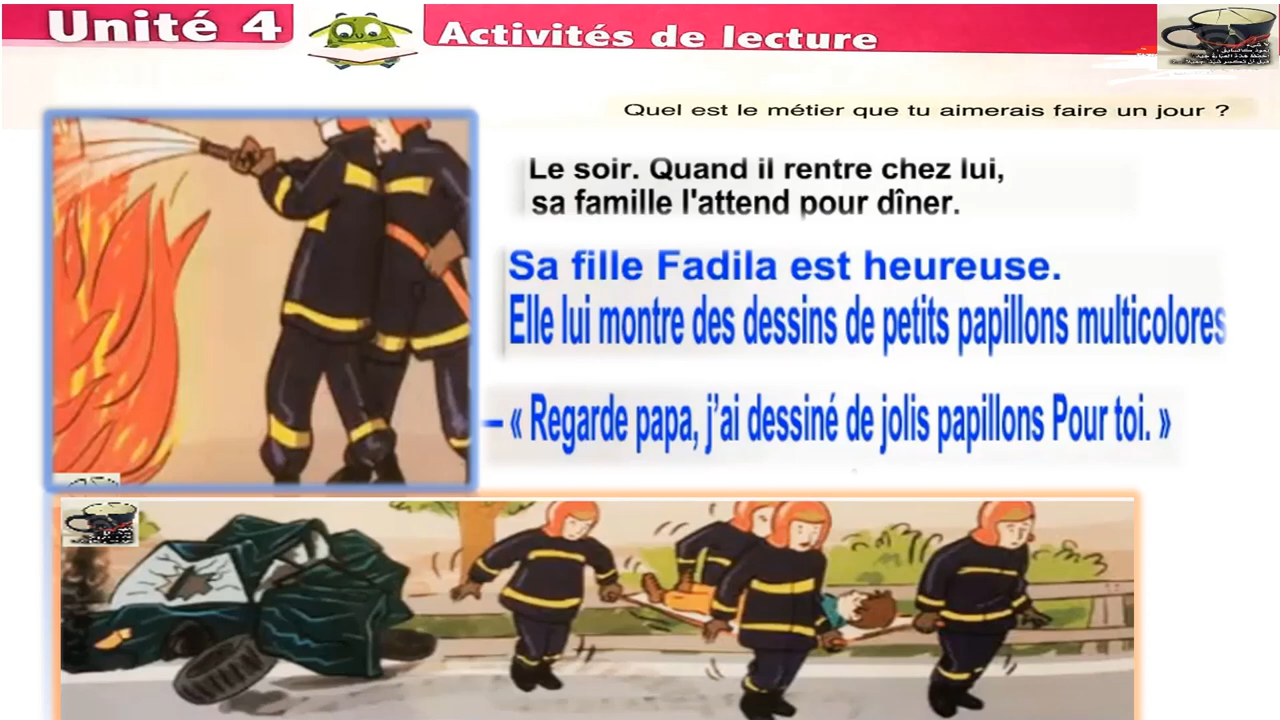 Unité 4
Activités de lecture
Quel est le métier que tu aimerais faire un jour ?
Le soir. Quand il rentre chez lui,
sa famille l'attend pour dîner.
Sa fille Fadila est heureuse.
Elle lui montre des dessins de petits papillons multicolores
– « Regarde papa, j’ai dessiné de jolis papillons Pour toi. »